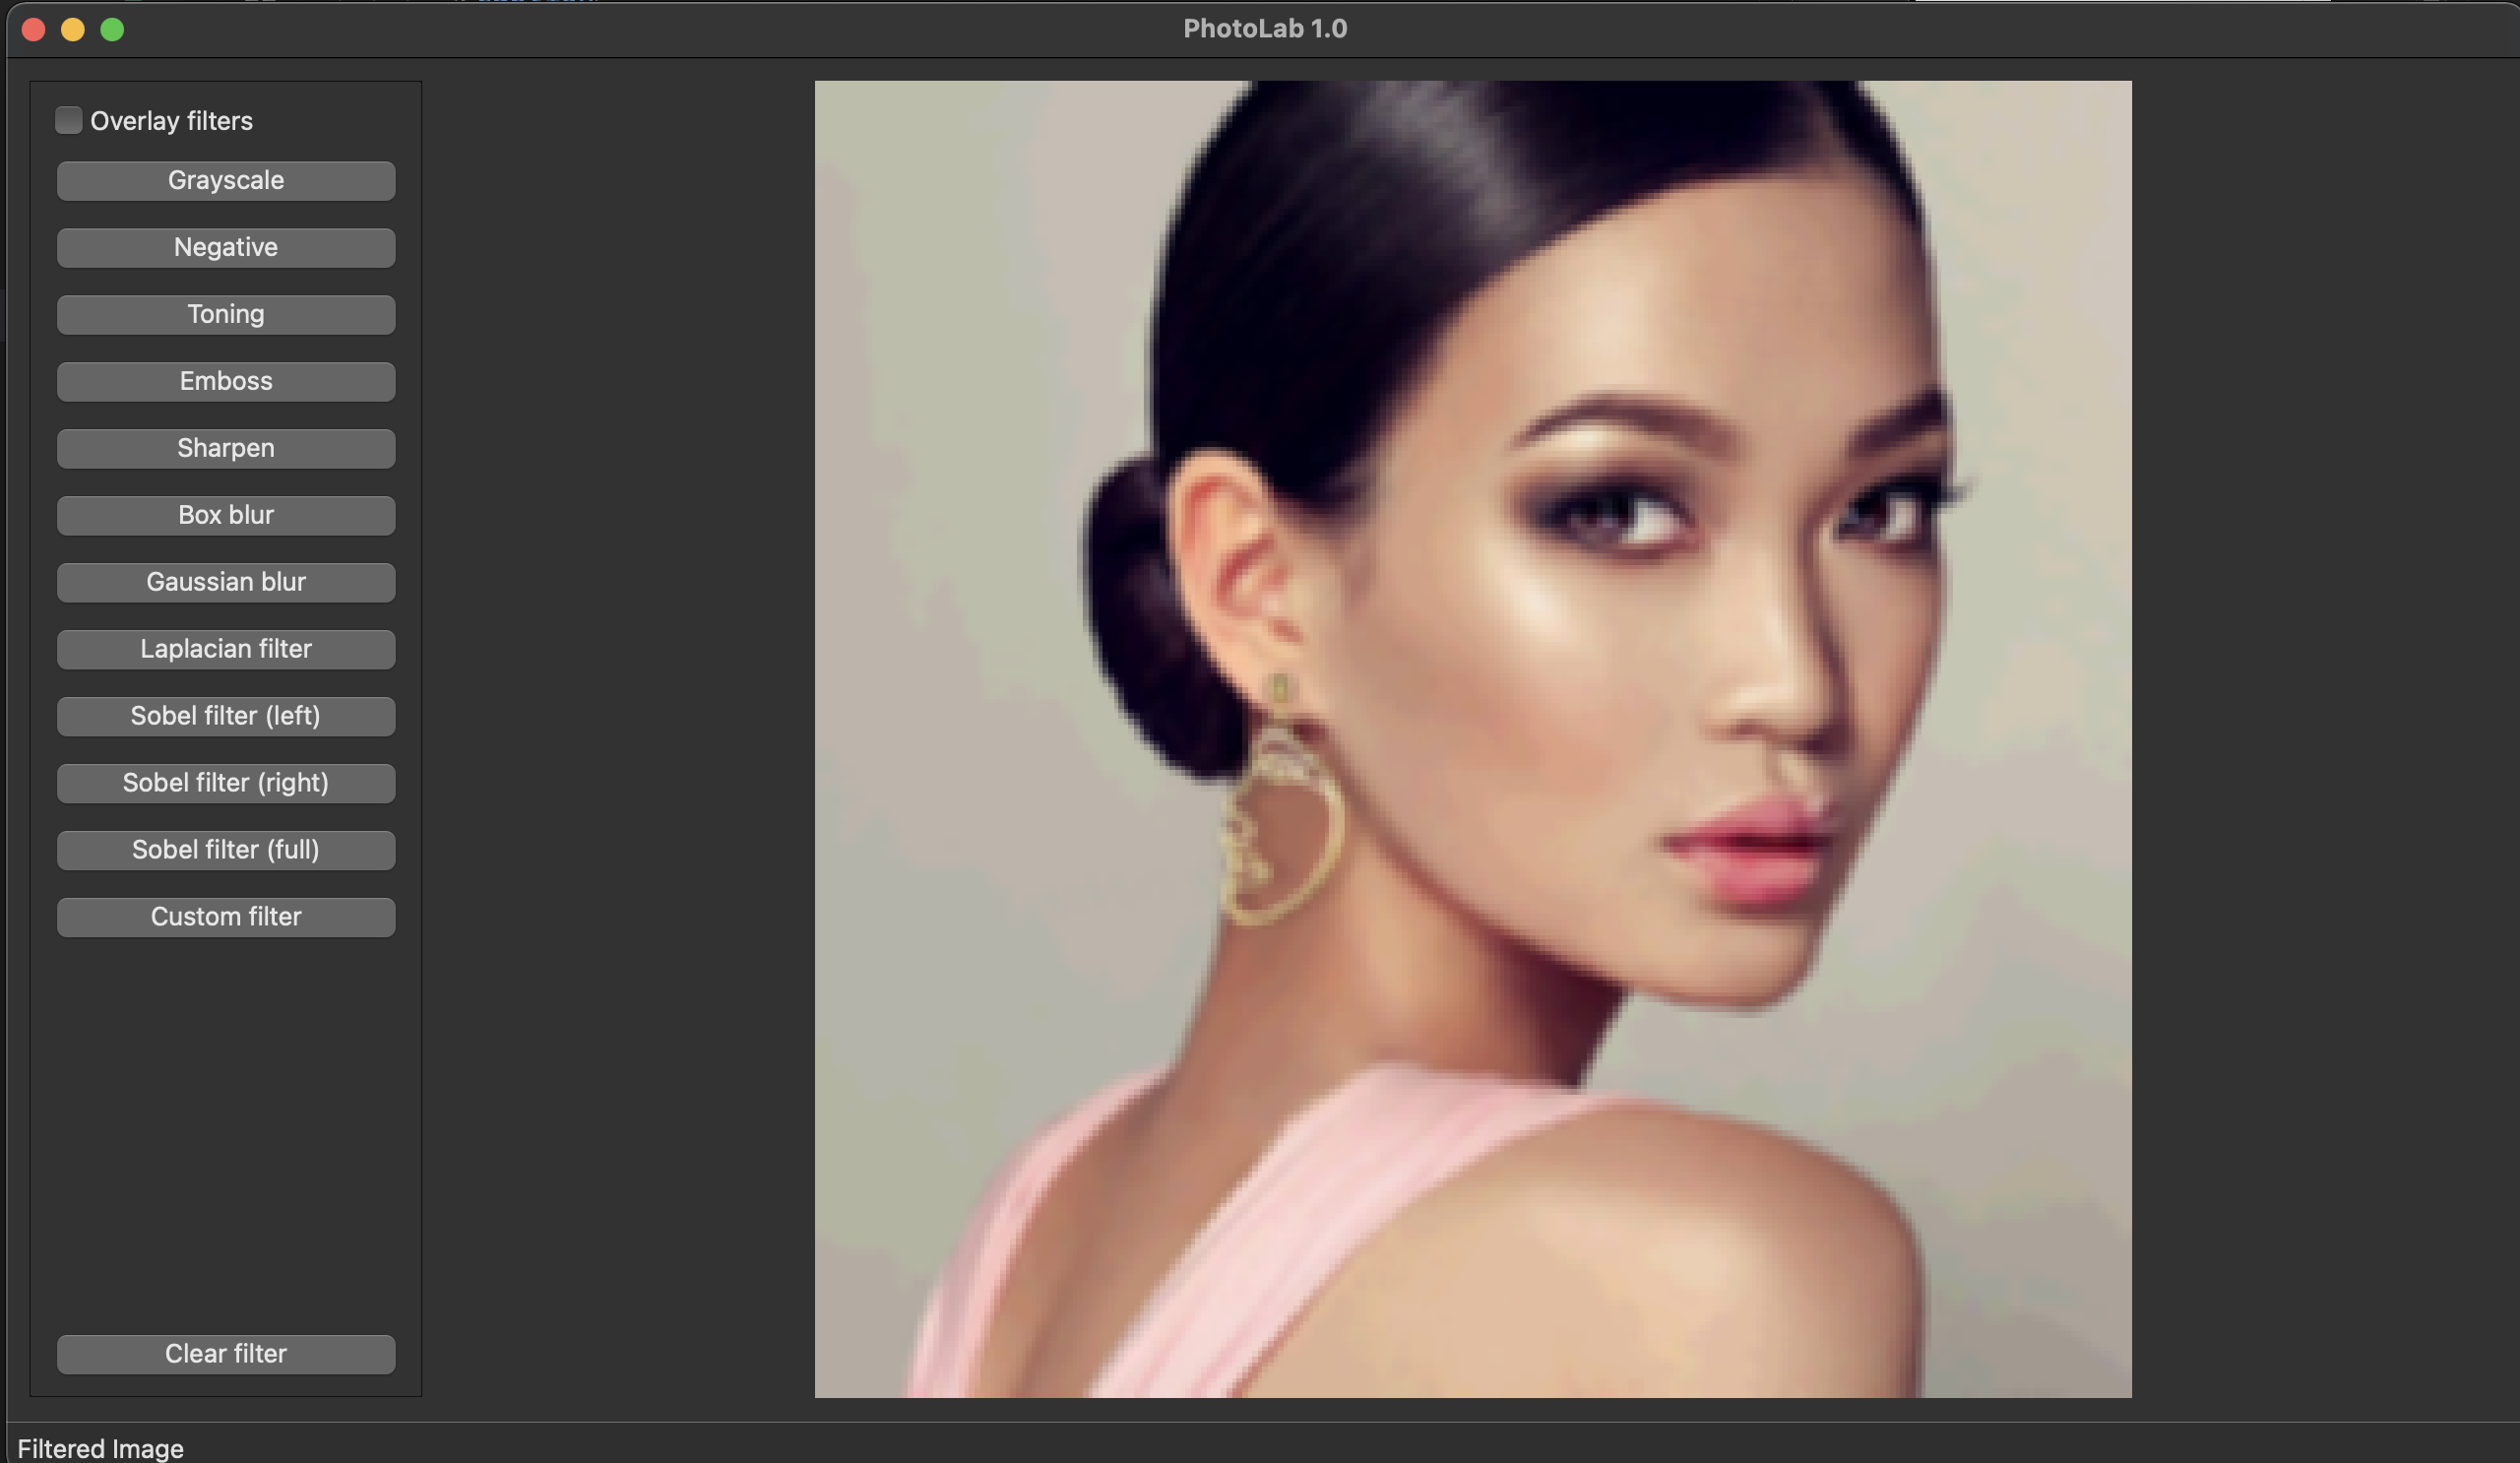 PhotoLab 1.0
Overlay filters
Grayscale
Negative
Toning
Emboss
Sharpen
Box blur
Gaussian blur
Laplacian filter
Sobel filter (left)
Sobel filter (right)
Sobel filter (full)
Custom filter
Clear filter
Filtered Image